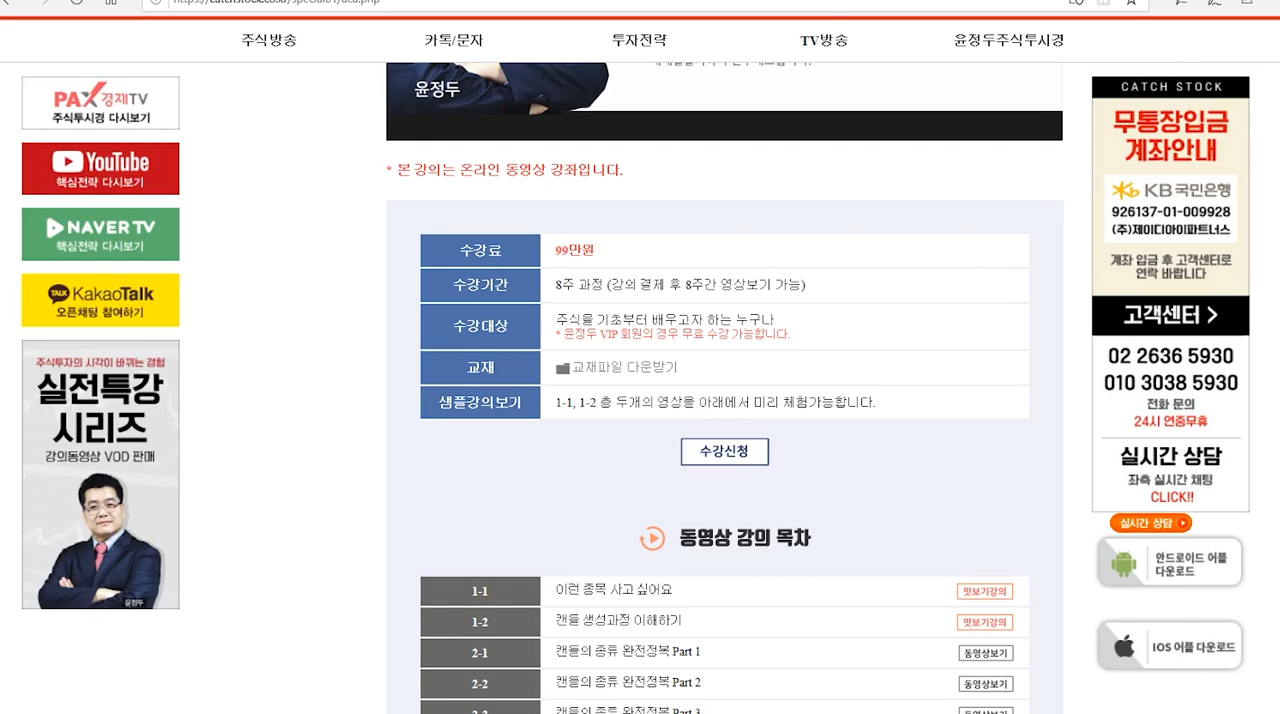 주식방송
카톡/문자
투자전략
TV방송
윤정두주식투시경
PAX경제TV
주식투시경 다시보기
YouTube
핵심전략 다시보기
NAVER TV
핵심전략 다시보기
TALK KakaoTalk
오픈채팅 참여하기
주식투자의 시각이 바뀌는 경험
실전특강
시리즈
강의동영상 VOD 판매
윤정두
윤정두
* 본 강의는 온라인 동영상 강좌입니다.
수강료
99만원
수강기간
8주 과정 (강의 결제 후 8주간 영상보기 가능)
수강대상
주식을 기초부터 배우고자 하는 누구나
* 윤정두 VIP 회원의 경우 무료 수강 가능합니다.
교재
교재파일 다운받기
샘플강의보기
1-1, 1-2 총 두개의 영상을 아래에서 미리 체험가능합니다.
수강신청
동영상 강의 목차
1-1
이런 종목 사고 싶어요
맛보기강의
1-2
캔들 생성과정 이해하기
맛보기강의
2-1
캔들의 종류 완전정복 Part 1
동영상보기
2-2
캔들의 종류 완전정복 Part 2
동영상보기
CATCH STOCK
무통장입금
계좌안내
KB국민은행
926137-01-009928
(주)제이디아이파트너스
계좌 입금 후 고객센터로
연락 바랍니다
고객센터 >
02 2636 5930
010 3038 5930
전화 문의
24시 연중무휴
실시간 상담
좌측 실시간 채팅
CLICK!!
실시간 상담
안드로이드 어플
다운로드
IOS 어플 다운로드